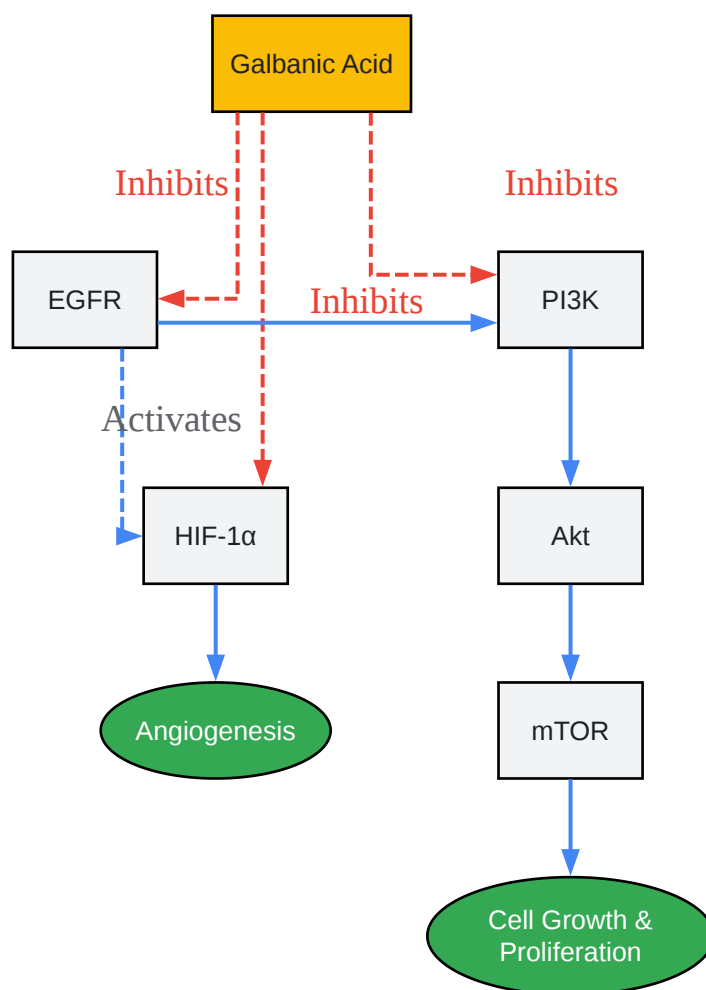 Galbanic Acid
Inhibits
Inhibits
EGFR
Inhibits
PI3K
Activates
HIF-1α
Akt
Angiogenesis
mTOR
Cell Growth &
Proliferation